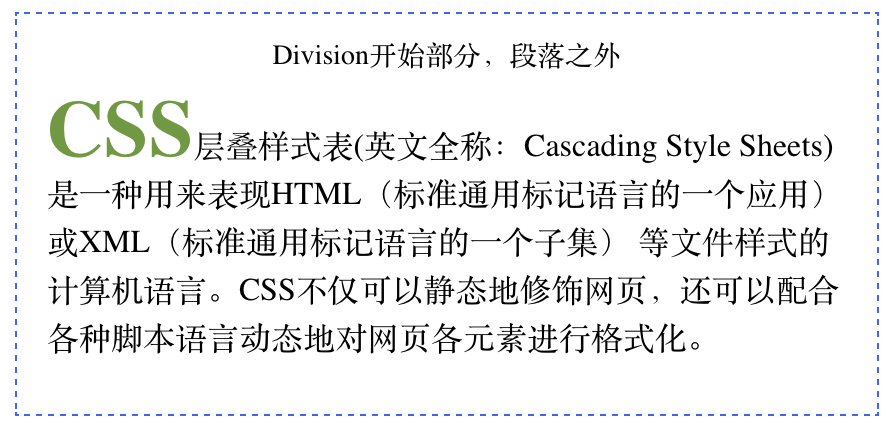 Division开始部分，段落之外
CSS层叠样式表(英文全称：Cascading Style Sheets)
是一种用来表现HTML（标准通用标记语言的一个应用）
或XML（标准通用标记语言的一个子集） 等文件样式的
计算机语言。CSS不仅可以静态地修饰网页，还可以配合
各种脚本语言动态地对网页各元素进行格式化。